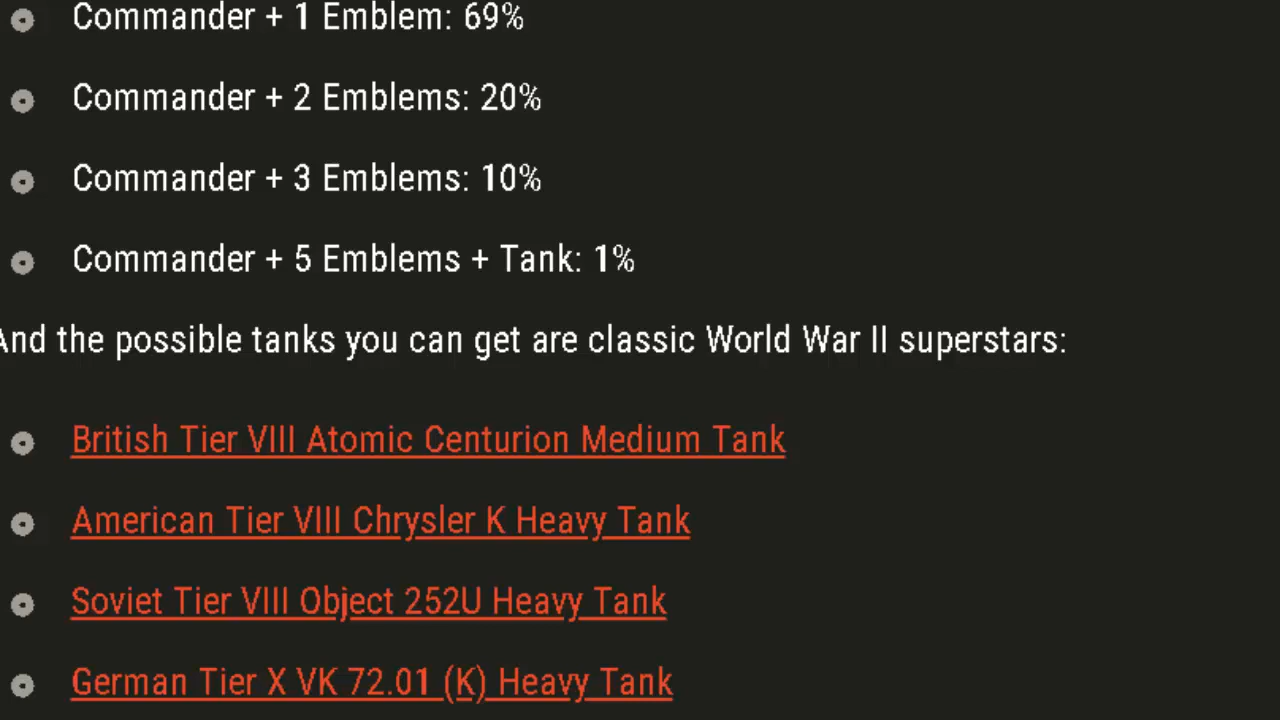 Commander + 1 Emblem: 69%
Commander + 2 Emblems: 20%
Commander + 3 Emblems: 10%
Commander + 5 Emblems + Tank: 1%
And the possible tanks you can get are classic World War II superstars:
British Tier VIII Atomic Centurion Medium Tank
American Tier VIII Chrysler K Heavy Tank
Soviet Tier VIII Object 252U Heavy Tank
German Tier X VK 72.01 (K) Heavy Tank